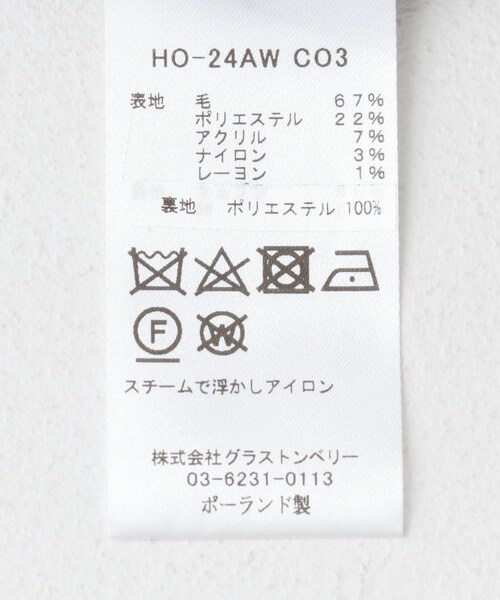 HO-24AW CO3
表地 毛 67%
ポリエステル 22%
アクリル 7%
ナイロン 3%
レーヨン 1%
裏地 ポリエステル 100%
F W
スチームで浮かしアイロン
株式会社グラストンベリー
03-6231-0113
ポーランド製